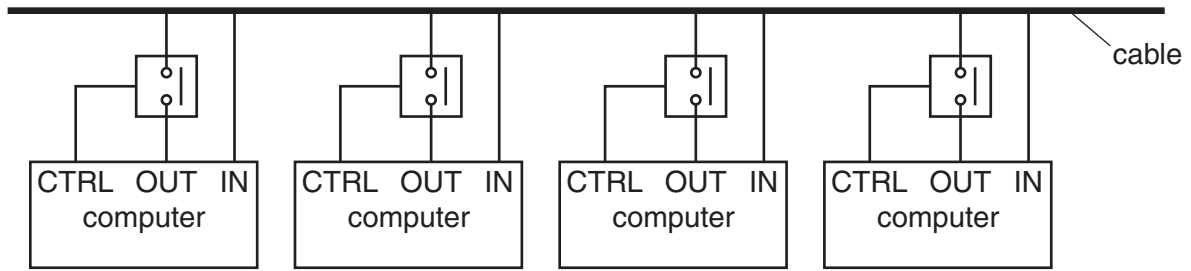 cable
CTRL OUT IN
computer
CTRL OUT IN
computer
CTRL OUT IN
computer
CTRL OUT IN
computer